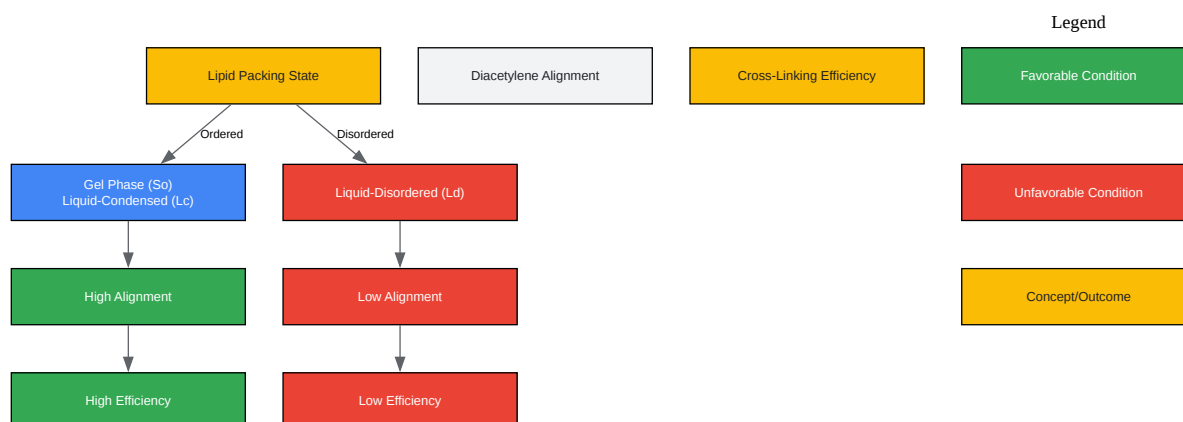 Legend
Lipid Packing State
Diacetylene Alignment
Cross-Linking Efficiency
Favorable Condition
Ordered
Disordered
Gel Phase (So)
Liquid-Condensed (Lc)
Liquid-Disordered (Ld)
Unfavorable Condition
High Alignment
Low Alignment
Concept/Outcome
High Efficiency
Low Efficiency